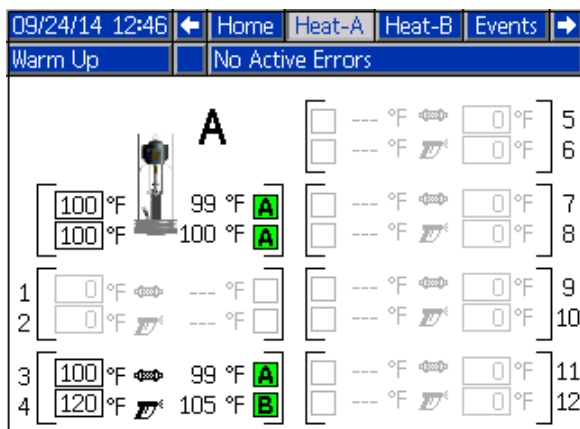 09/24/14 12:46 Home Heat-A Heat-B Events
Warm Up No Active Errors
A
--- °F 0 °F 5
--- °F 0 °F 6
100 °F 99 °F A
100 °F 100 °F A
--- °F 0 °F 7
--- °F 0 °F 8
1 0 °F --- °F
2 0 °F --- °F
--- °F 0 °F 9
--- °F 0 °F 10
3 100 °F 99 °F A
4 120 °F 105 °F B
--- °F 0 °F 11
--- °F 0 °F 12